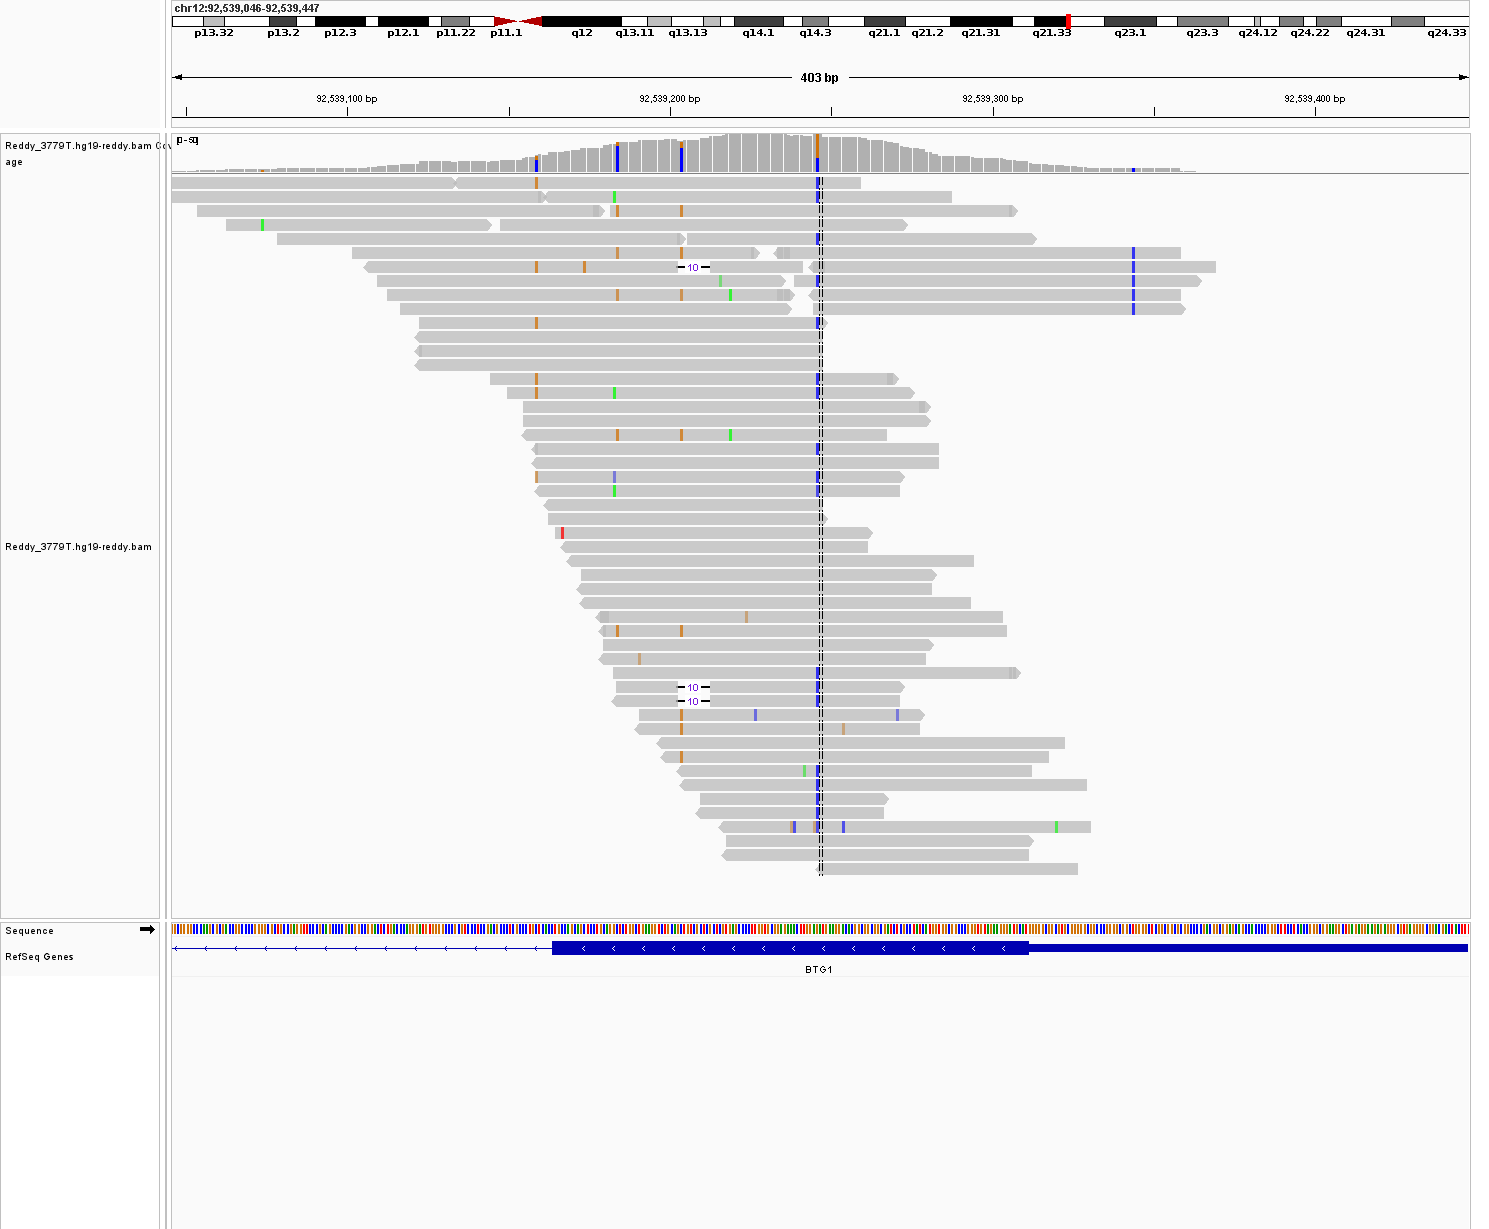 chr12:92,539,046-92,539,447
p13.32 p13.2 p12.3 p12.1 p11.22 p11.1 q12 q13.11 q13.13 q14.1 q14.3 q21.1 q21.2 q21.31 q21.33 q23.1 q23.3 q24.12 q24.22 q24.31 q24.33
403 bp
92,539,100 bp 92,539,200 bp 92,539,300 bp 92,539,400 bp
Reddy_3779T.hg19-reddy.bam Cov
age
10
Reddy_3779T.hg19-reddy.bam
10
10
Sequence
RefSeq Genes
BTG1